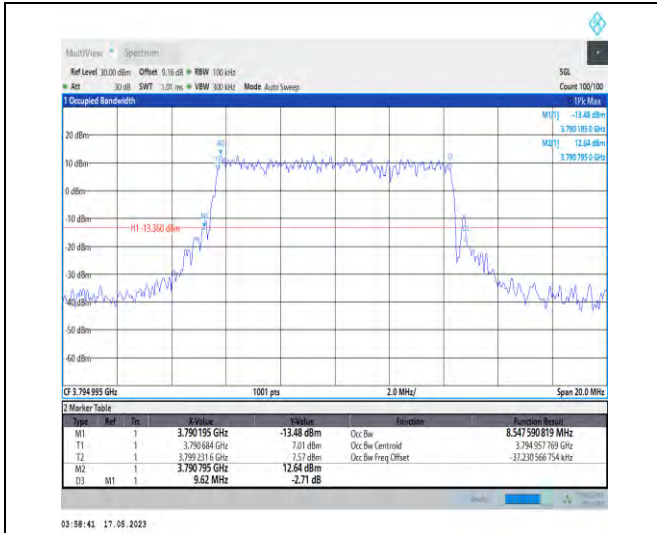 MultiView Spectrum
Ref Level 30.00 dBm Offset 9.16 dB RBW 100 kHz SGL
Att 30 dB SWT 1.01 ms VBW 300 kHz Mode Auto Sweep Count 100/100
1 Occupied Bandwidth 1Pk Max
M1[1] -13.48 dBm
3.790 195 0 GHz
20 dBm
M2[1] 12.64 dBm
3.790 795 0 GHz
M2
10 dBm
0 dBm
-10 dBm
H1 -13.360 dBm
-20 dBm
-30 dBm
-40 dBm
-50 dBm
-60 dBm
CF 3.794 995 GHz 1001 pts 2.0 MHz/ Span 20.0 MHz
2 Marker Table
Type Ref Trc X-Value Y-Value Function Function Result
M1 1 3.790195 GHz -13.48 dBm Occ Bw 8.547 590 819 MHz
T1 1 3.790 684 GHz 7.01 dBm Occ Bw Centroid 3.794 957 769 GHz
T2 1 3.799 231 6 GHz 7.57 dBm Occ Bw Freq Offset -37.230 566 754 kHz
M2 1 3.790795 GHz 12.64 dBm
D3 M1 1 9.62 MHz -2.71 dB
03:58:41 17.05.2023